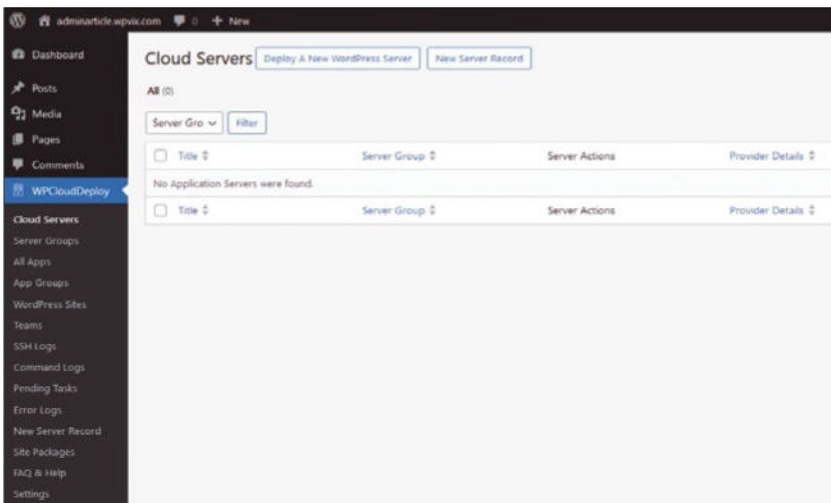 adminarticle.wpvix.com 0 + New
Dashboard
Posts
Media
Pages
Comments
WPCloudDeploy
Cloud Servers
Server Groups
All Apps
App Groups
WordPress Sites
Teams
SSH Logs
Command Logs
Pending Tasks
Error Logs
New Server Record
Site Packages
FAQ & Help
Settings
Cloud Servers Deploy A New WordPress Server New Server Record
All (0)
Server Gro Filter
Title Server Group Server Actions Provider Details
No Application Servers were found.
Title Server Group Server Actions Provider Details